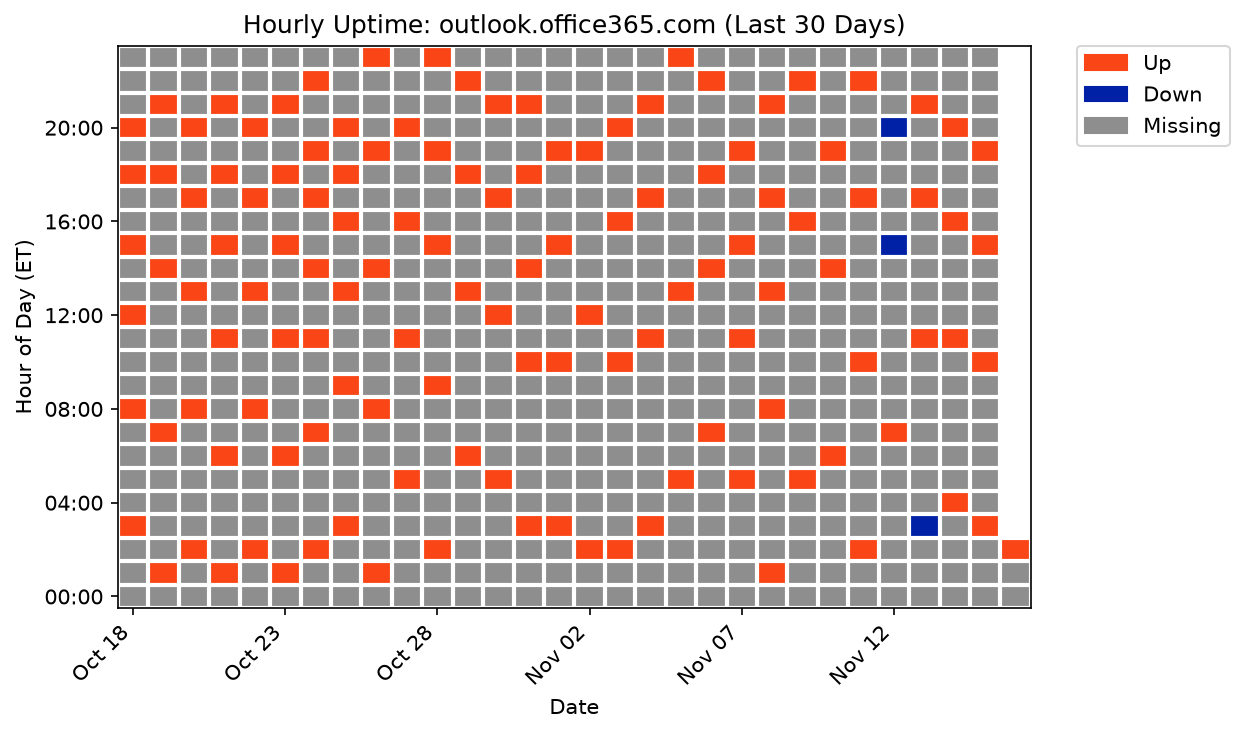 Hourly Uptime: outlook.office365.com (Last 30 Days)
Up
Down
Missing
20:00
16:00
12:00
08:00
04:00
00:00
Hour of Day (ET)
Oct 18
Oct 23
Oct 28
Nov 02
Nov 07
Nov 12
Date